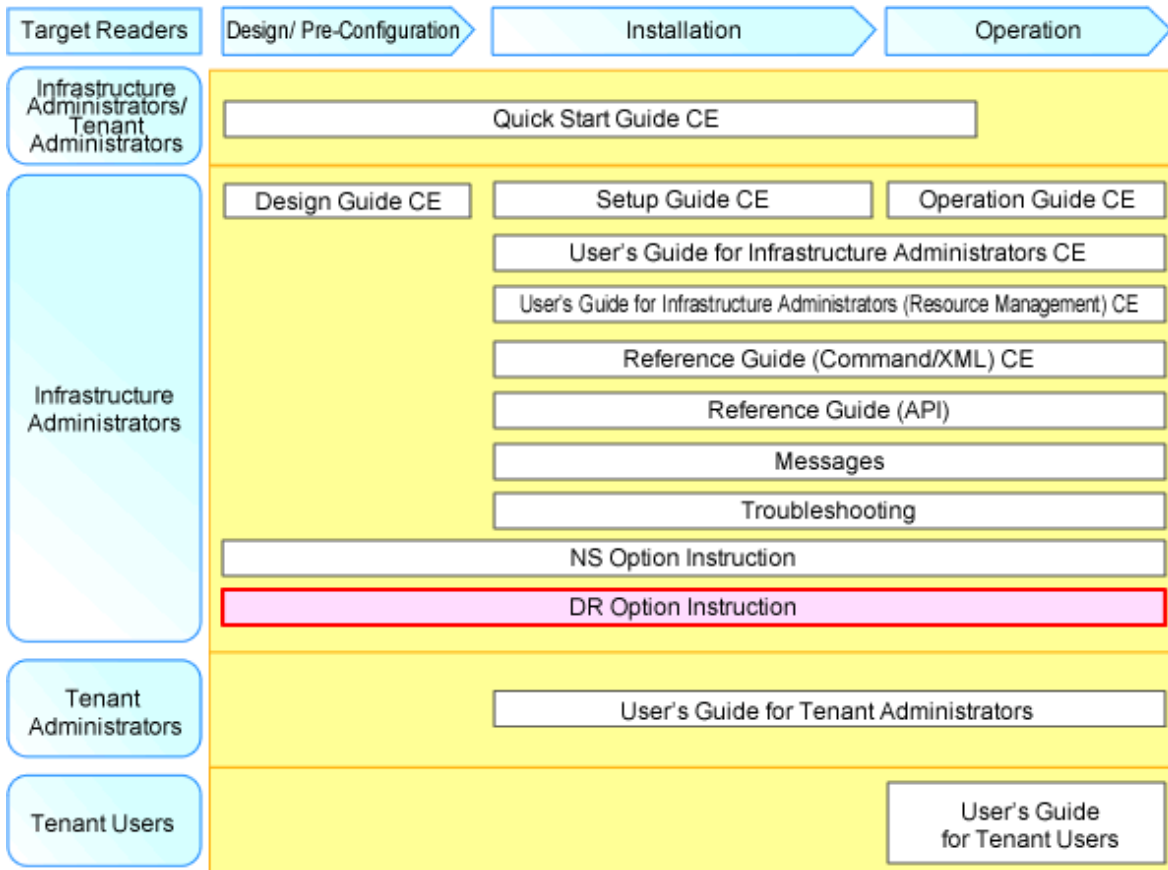 Target Readers
Design/ Pre-Configuration
Installation
Operation
Infrastructure
Administrators/
Tenant
Administrators
Quick Start Guide CE
Infrastructure
Administrators
Design Guide CE
Setup Guide CE
Operation Guide CE
User's Guide for Infrastructure Administrators CE
User's Guide for Infrastructure Administrators (Resource Management) CE
Reference Guide (Command/XML) CE
Reference Guide (API)
Messages
Troubleshooting
NS Option Instruction
DR Option Instruction
Tenant
Administrators
User's Guide for Tenant Administrators
Tenant Users
User's Guide
for Tenant Users